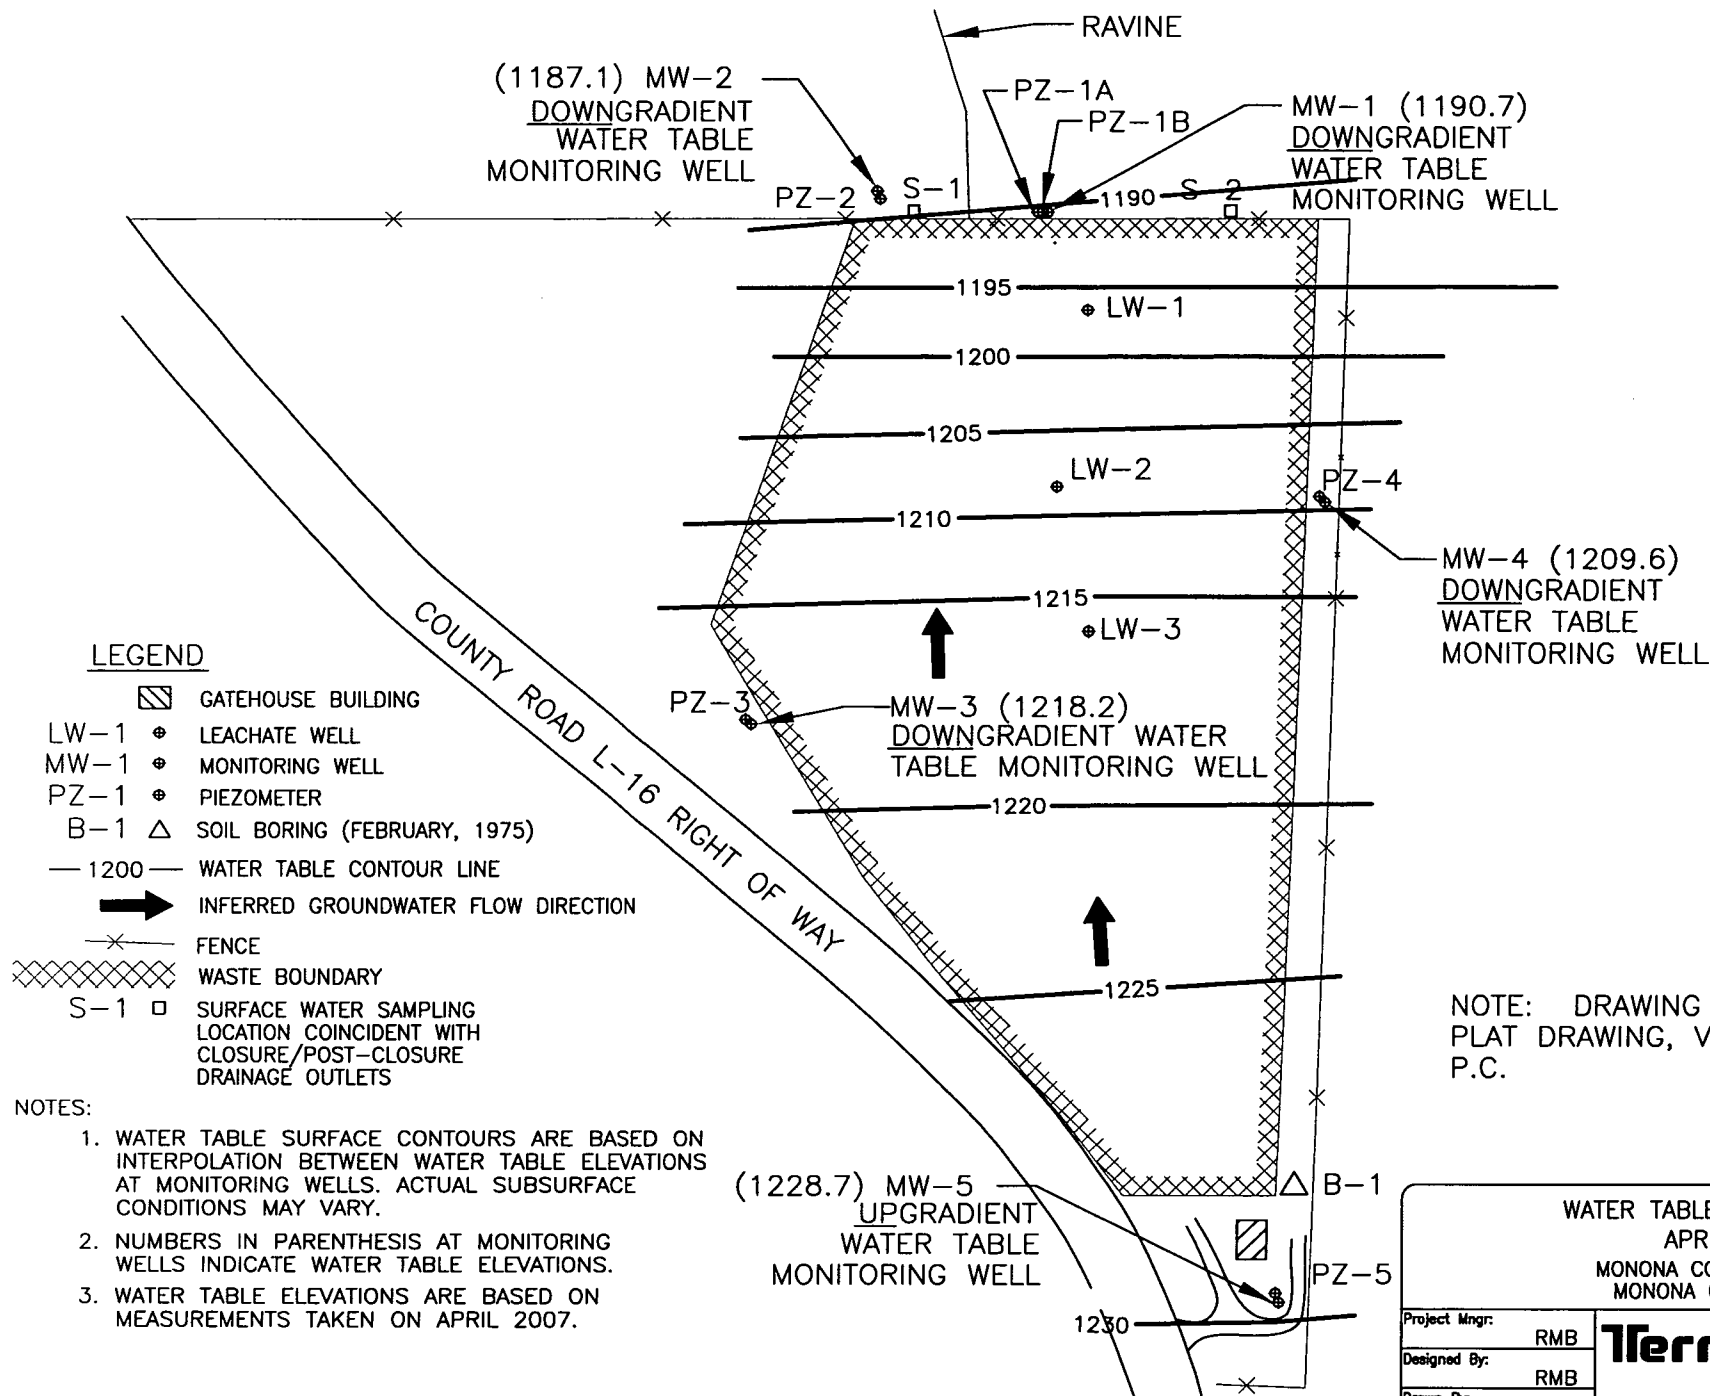 RAVINE
(1187.1) MW-2
DOWNGRADIENT
WATER TABLE
MONITORING WELL
PZ-1A
PZ-1B
MW-1 (1190.7)
DOWNGRADIENT
WATER TABLE
MONITORING WELL
PZ-2
S-1
1190
S-2
1195
LW-1
1200
1205
LW-2
PZ-4
1210
MW-4 (1209.6)
DOWNGRADIENT
WATER TABLE
MONITORING WELL
1215
LW-3
COUNTY ROAD L-16 RIGHT OF WAY
PZ-3
MW-3 (1218.2)
DOWNGRADIENT WATER
TABLE MONITORING WELL
1220
1225
LEGEND
GATEHOUSE BUILDING
LW-1 LEACHATE WELL
MW-1 MONITORING WELL
PZ-1 PIEZOMETER
B-1 SOIL BORING (FEBRUARY, 1975)
1200 WATER TABLE CONTOUR LINE
INFERRED GROUNDWATER FLOW DIRECTION
FENCE
WASTE BOUNDARY
S-1 SURFACE WATER SAMPLING
LOCATION COINCIDENT WITH
CLOSURE/POST-CLOSURE
DRAINAGE OUTLETS
NOTES:
1. WATER TABLE SURFACE CONTOURS ARE BASED ON
INTERPOLATION BETWEEN WATER TABLE ELEVATIONS
AT MONITORING WELLS. ACTUAL SUBSURFACE
CONDITIONS MAY VARY.
2. NUMBERS IN PARENTHESIS AT MONITORING
WELLS INDICATE WATER TABLE ELEVATIONS.
3. WATER TABLE ELEVATIONS ARE BASED ON
MEASUREMENTS TAKEN ON APRIL 2007.
NOTE: DRAWING
PLAT DRAWING, V
P.C.
B-1
(1228.7) MW-5
UPGRADIENT
WATER TABLE
MONITORING WELL
PZ-5
1230
WATER TABLE
APR
MONONA CO
MONONA
Project Mngr:
RMB
Designed By:
RMB
Terr